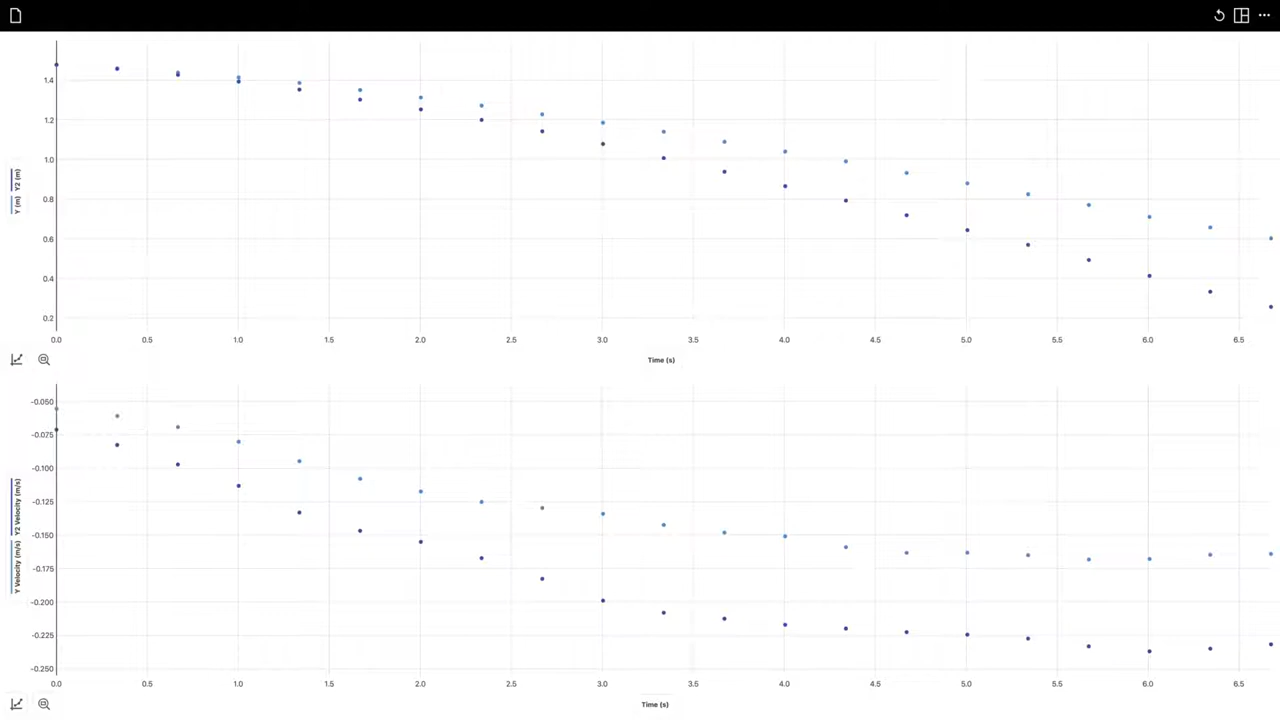 1.4
1.2
1.0
0.8
0.6
0.4
0.2
Y2 (m)
Y (m)
0.0 0.5 1.0 1.5 2.0 2.5 3.0 3.5 4.0 4.5 5.0 5.5 6.0 6.5
Time (s)
-0.050
-0.075
-0.100
-0.125
-0.150
-0.175
-0.200
-0.225
-0.250
Y2 Velocity (m/s)
Y Velocity (m/s)
0.0 0.5 1.0 1.5 2.0 2.5 3.0 3.5 4.0 4.5 5.0 5.5 6.0 6.5
Time (s)